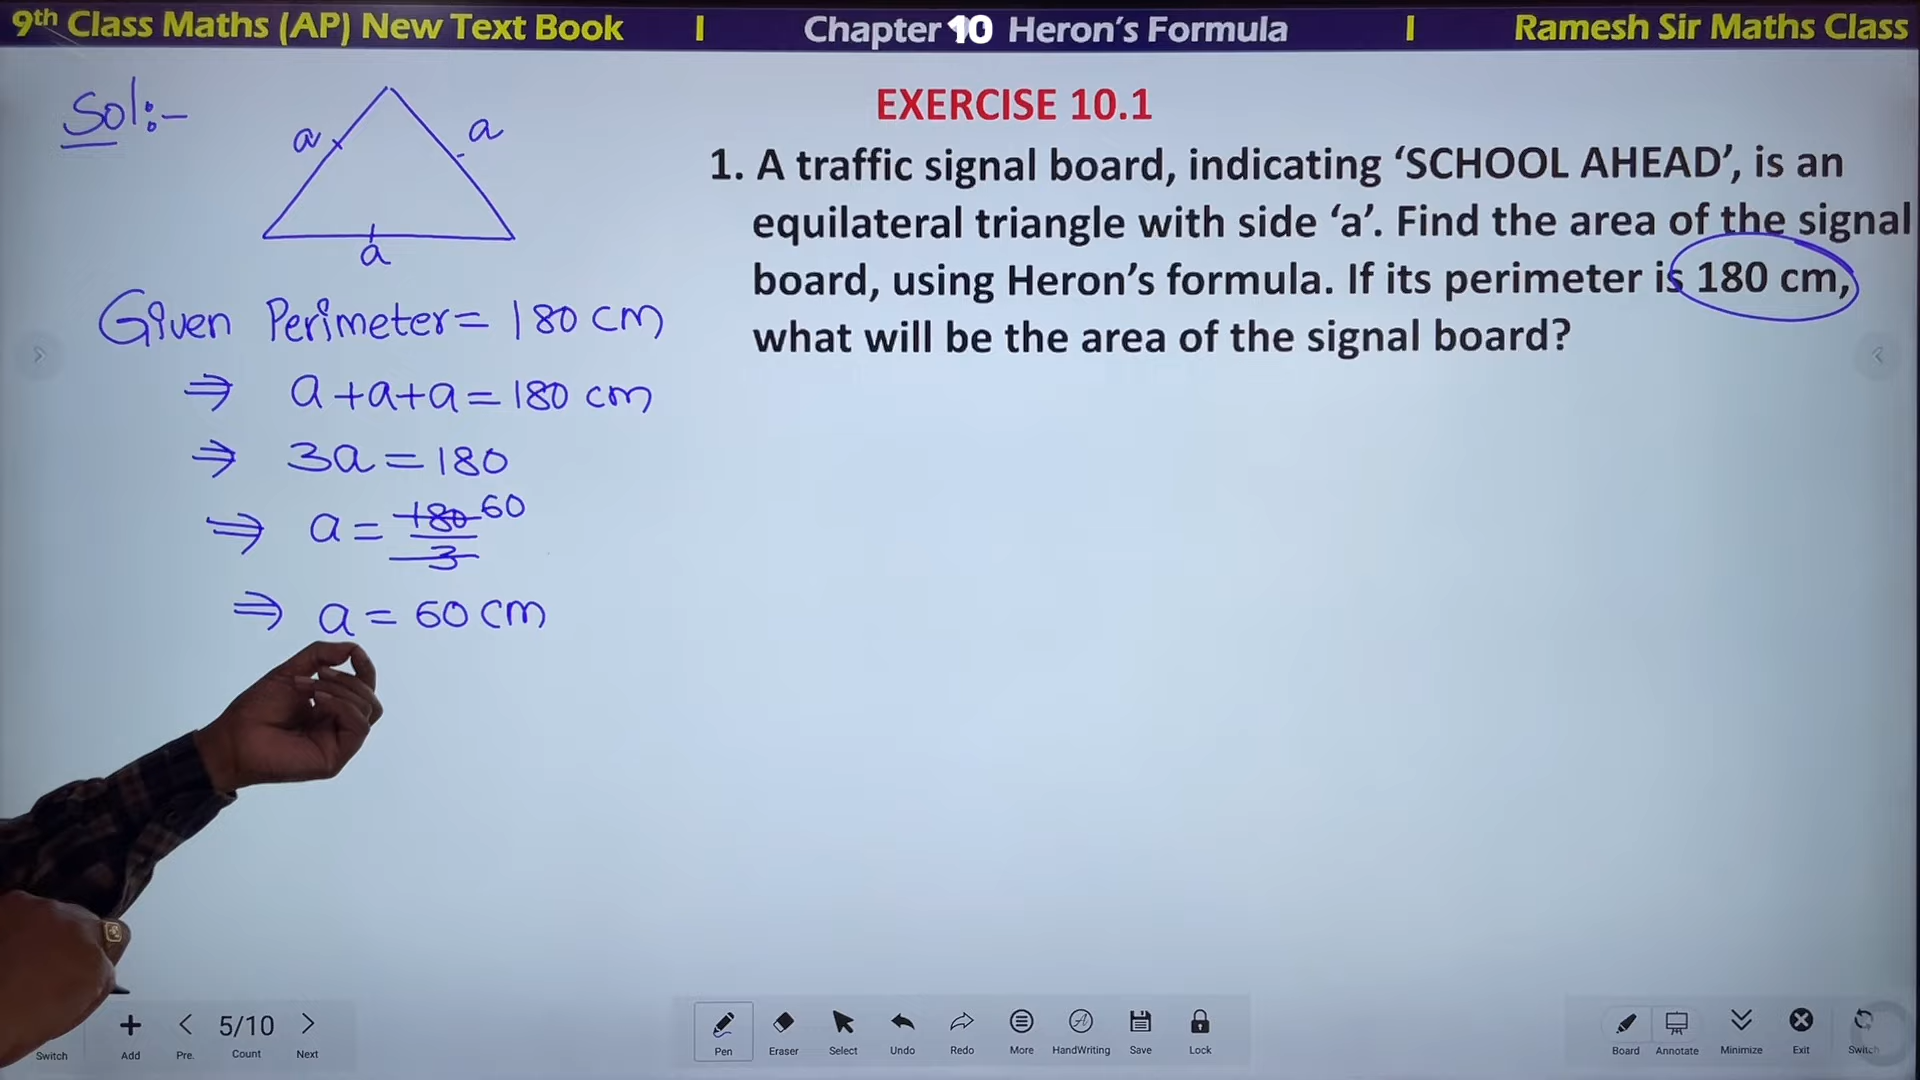 9th Class Maths (AP) New Text Book I Chapter 10 Heron's Formula I Ramesh Sir Maths Class
Sol:-
a
a
a
Given Perimeter = 180 cm
⇒ a+a+a = 180 cm
⇒ 3a = 180
⇒ a = 180/3 60
⇒ a = 60 cm
EXERCISE 10.1
1. A traffic signal board, indicating ‘SCHOOL AHEAD’, is an
equilateral triangle with side ‘a’. Find the area of the signal
board, using Heron’s formula. If its perimeter is 180 cm,
what will be the area of the signal board?
Switch
+ < 5/10 >
Add Pre. Count Next
Pen Eraser Select Undo Redo More HandWriting Save Lock
Board Annotate Minimize Exit Switch